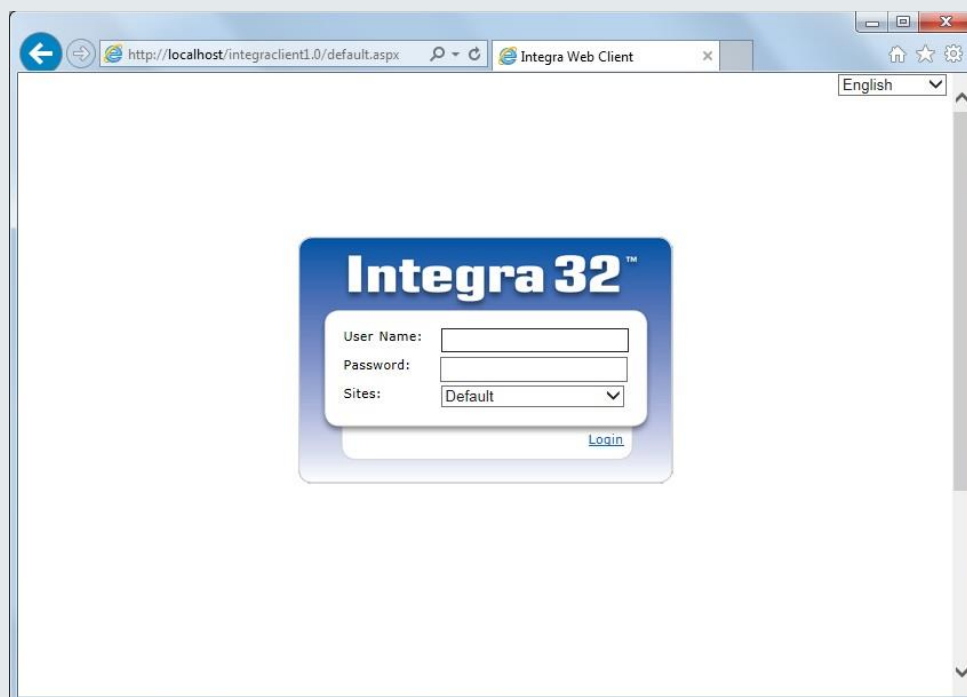 http://localhost/integraclient1.0/default.aspx
Integra Web Client
English
Integra 32™
User Name:
Password:
Sites:
Default
Login